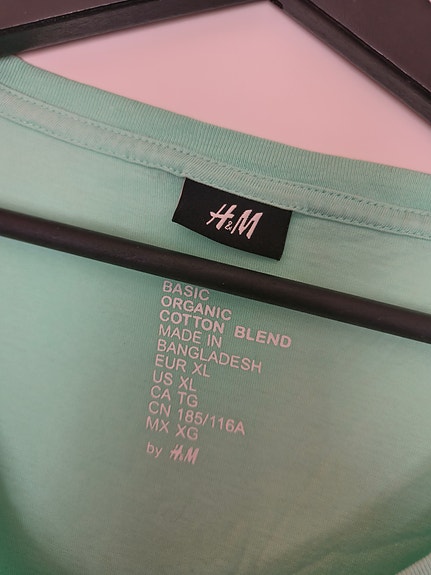 H&M
BASIC
ORGANIC
COTTON BLEND
MADE IN
BANGLADESH
EUR XL
US XL
CA TG
CN 185/116A
MX XG
by H&M